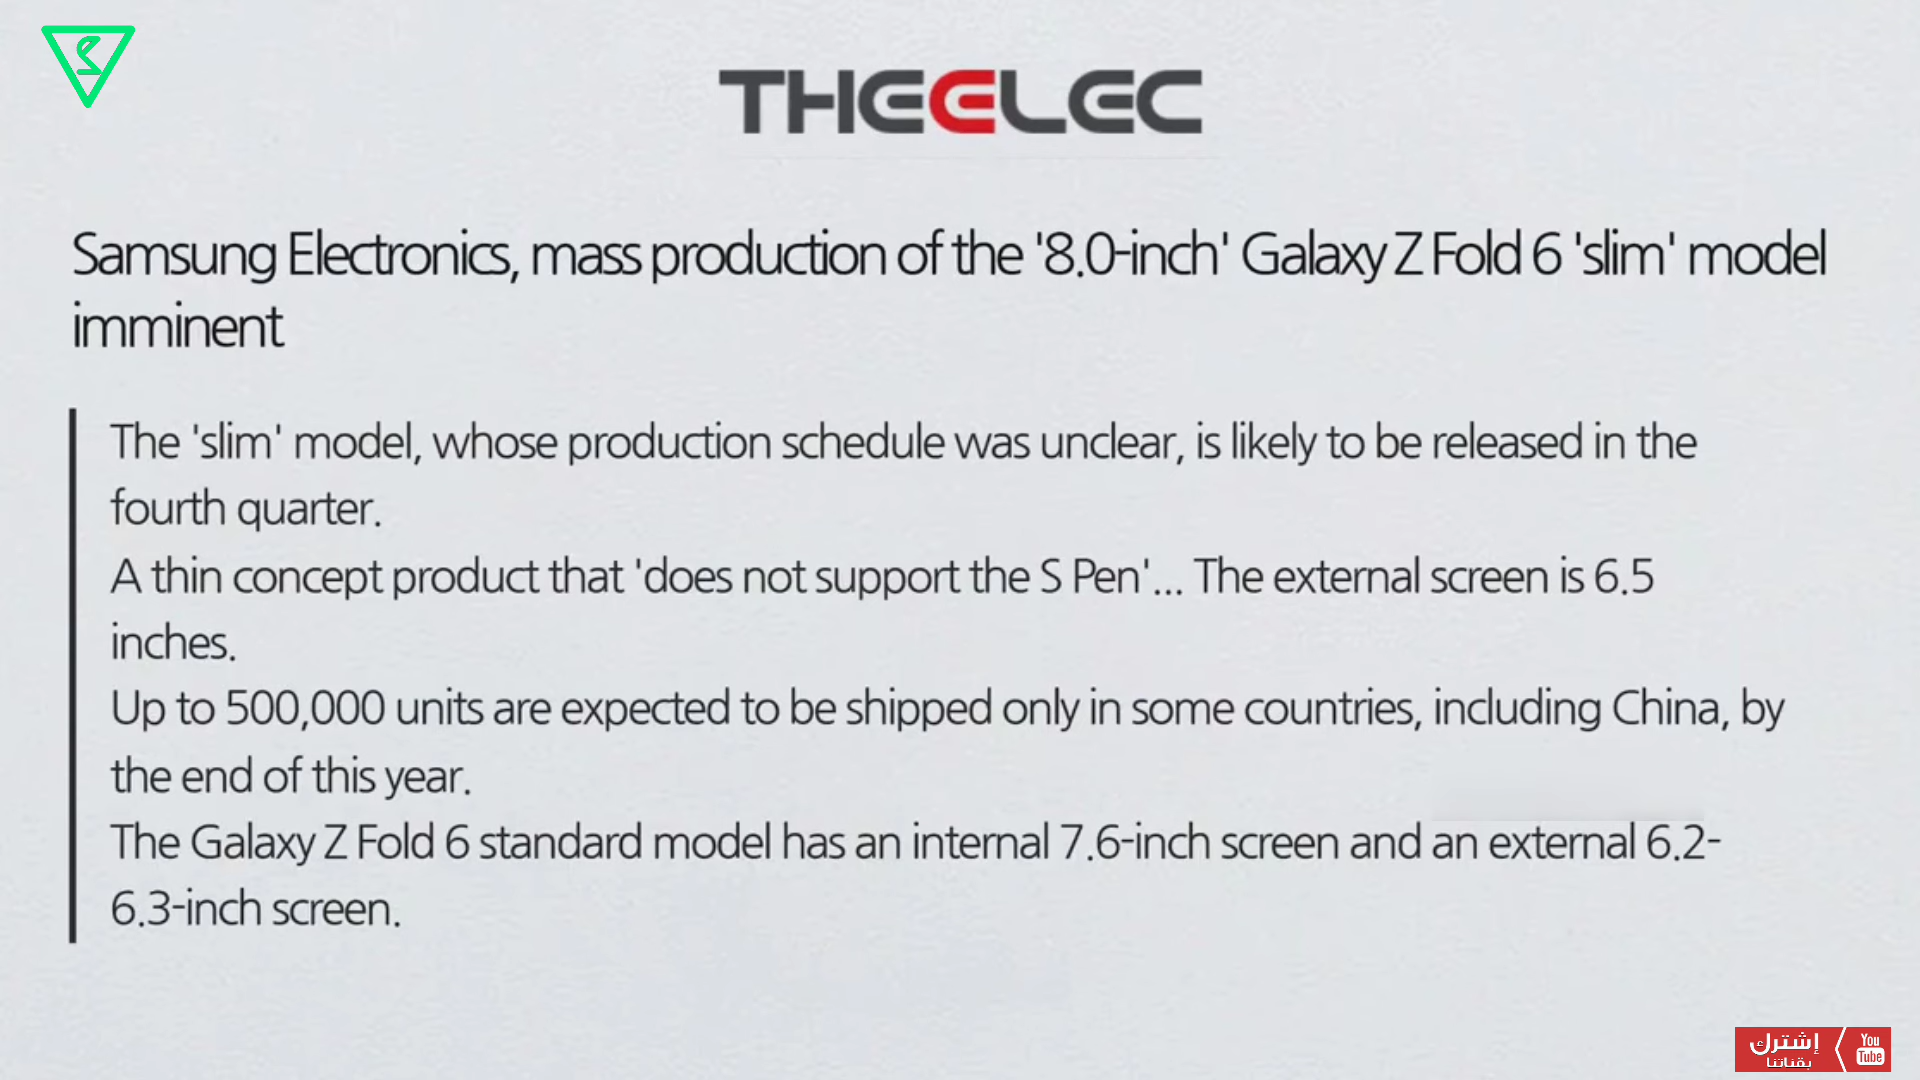 THEELEC
Samsung Electronics, mass production of the '8.0-inch' Galaxy Z Fold 6 'slim' model
imminent
The 'slim' model, whose production schedule was unclear, is likely to be released in the
fourth quarter.
A thin concept product that 'does not support the S Pen'... The external screen is 6.5
inches.
Up to 500,000 units are expected to be shipped only in some countries, including China, by
the end of this year.
The Galaxy Z Fold 6 standard model has an internal 7.6-inch screen and an external 6.2-
6.3-inch screen.
إشترك
بقناتنا
You
Tube